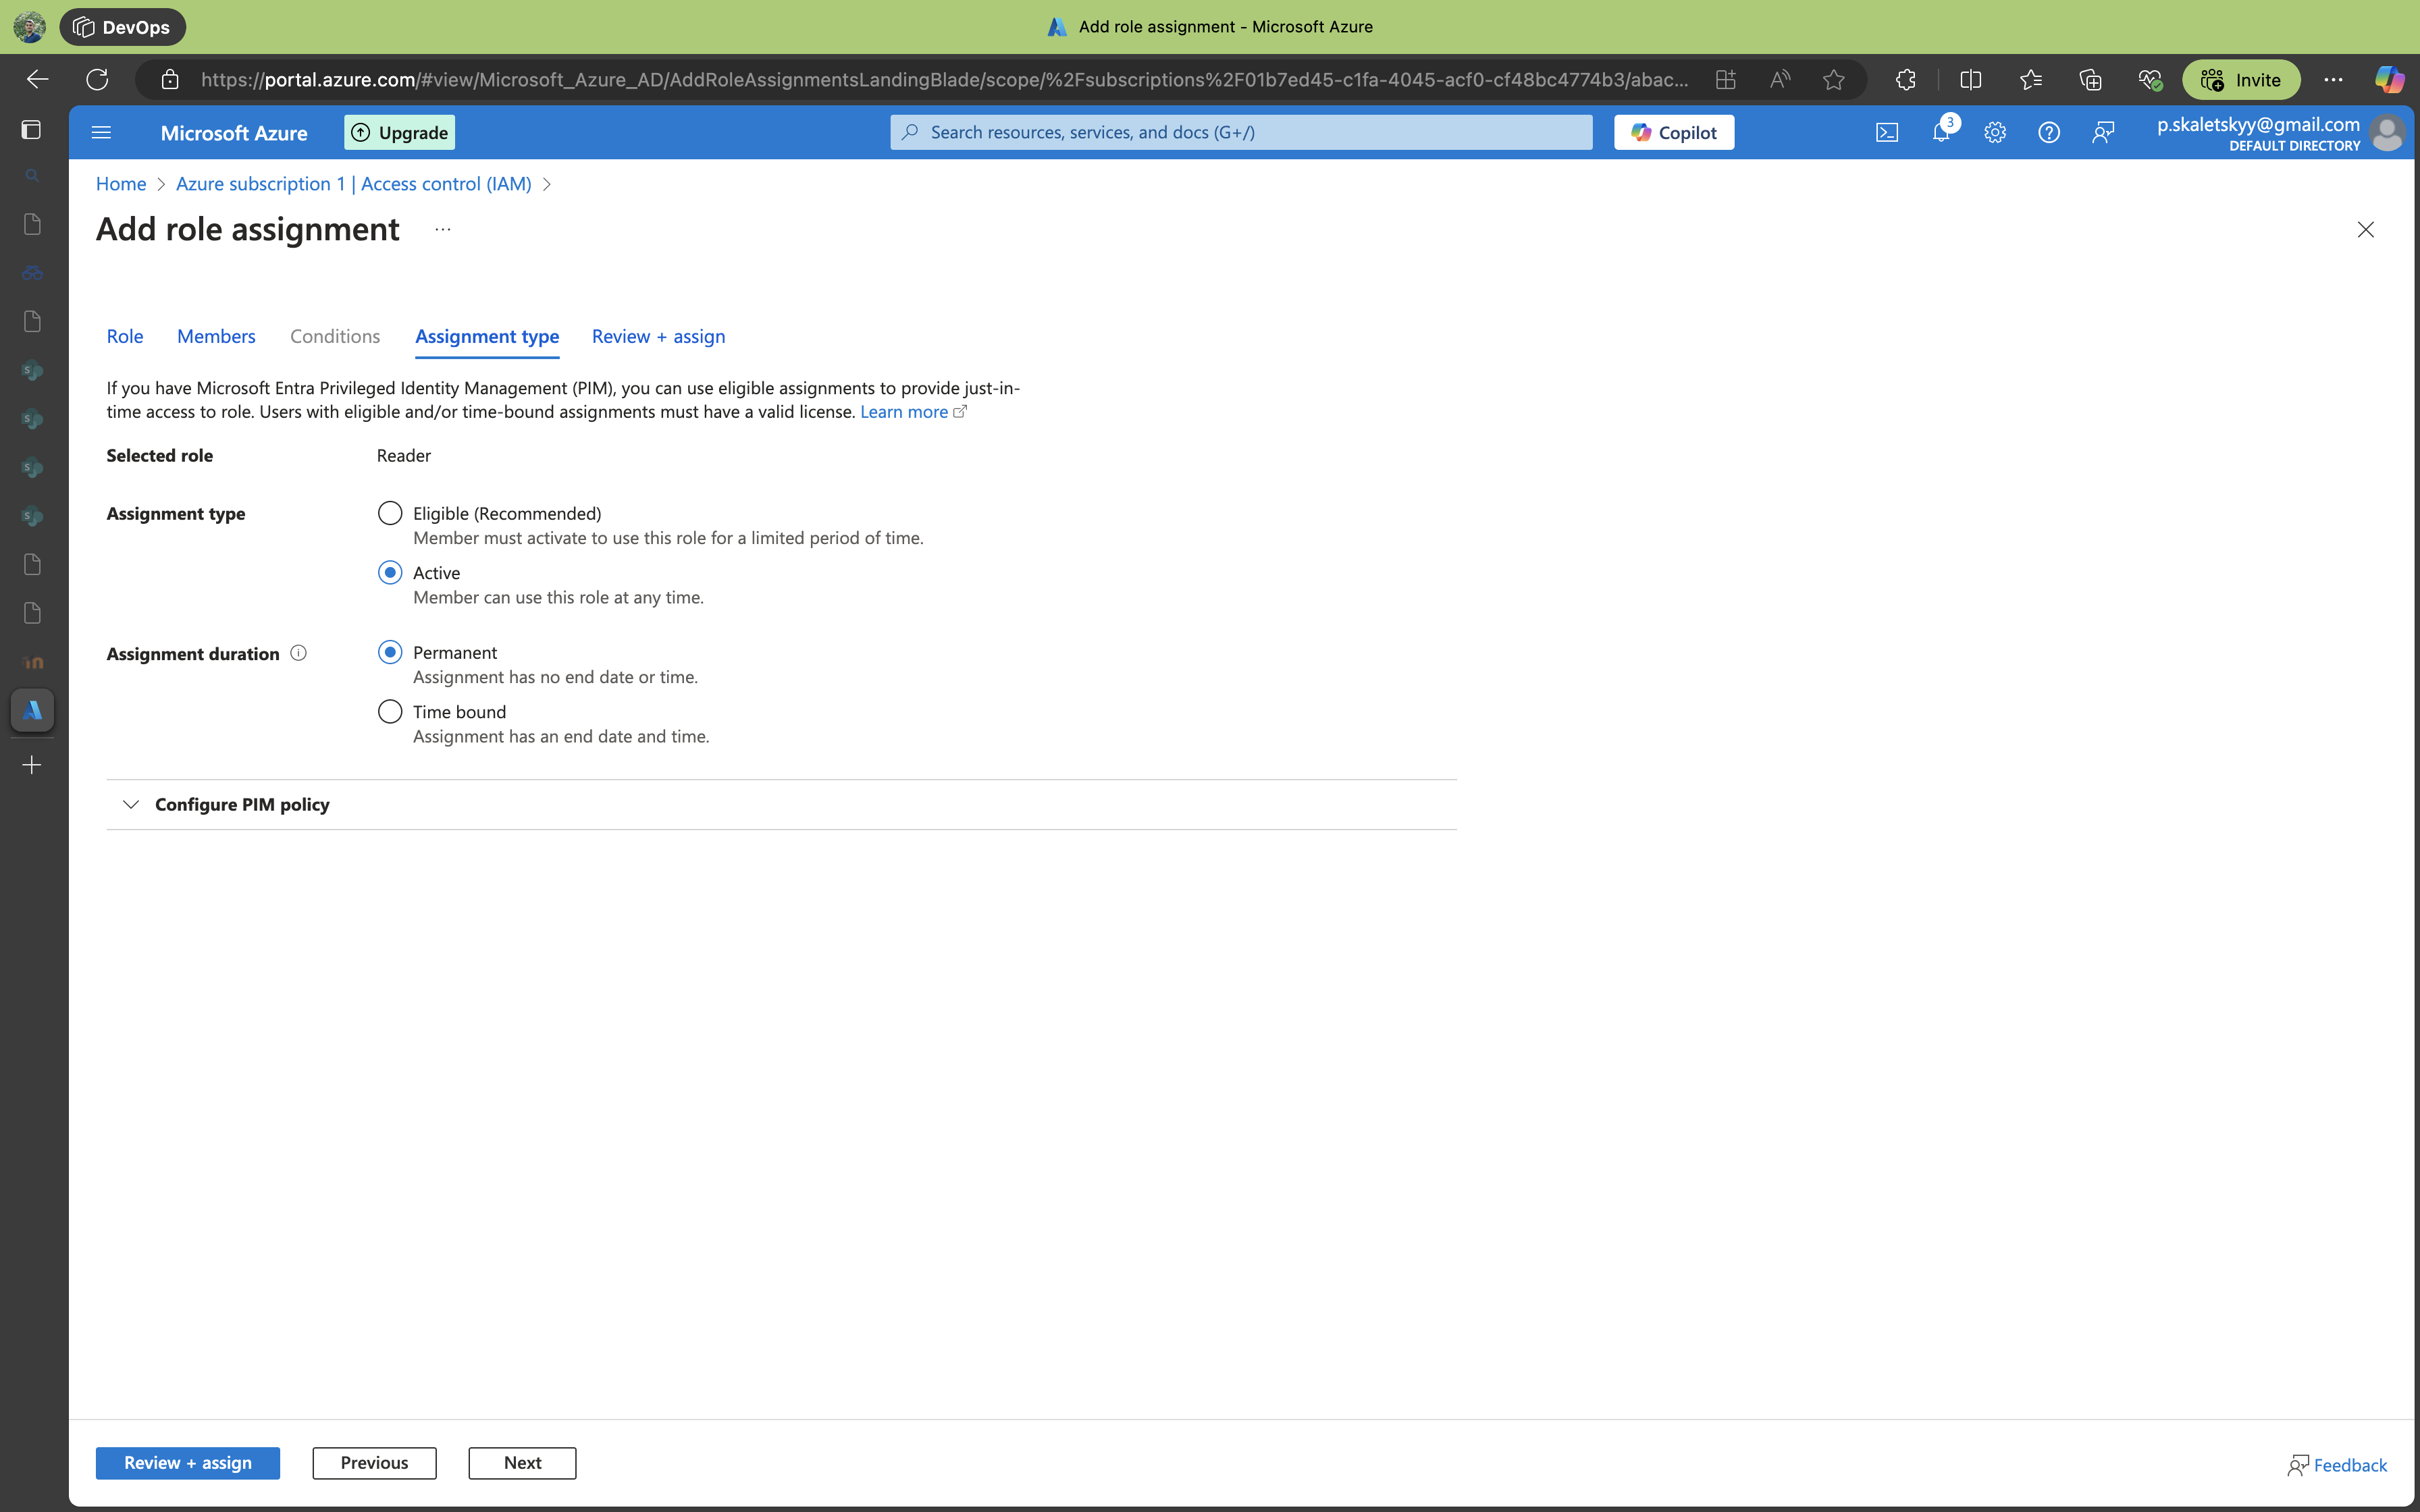 DevOps
Add role assignment - Microsoft Azure
https://portal.azure.com/#view/Microsoft_Azure_AD/AddRoleAssignmentsLandingBlade/scope/%2Fsubscriptions%2F01b7ed45-c1fa-4045-acf0-cf48bc4774b3/abac...
Invite
Microsoft Azure
Upgrade
Search resources, services, and docs (G+/)
Copilot
3
p.skaletskyy@gmail.com
DEFAULT DIRECTORY
Home > Azure subscription 1 | Access control (IAM) >
Add role assignment ...
Role
Members
Conditions
Assignment type
Review + assign
If you have Microsoft Entra Privileged Identity Management (PIM), you can use eligible assignments to provide just-in-
time access to role. Users with eligible and/or time-bound assignments must have a valid license. Learn more
Selected role
Reader
Assignment type
Eligible (Recommended)
Member must activate to use this role for a limited period of time.
Active
Member can use this role at any time.
Assignment duration
Permanent
Assignment has no end date or time.
Time bound
Assignment has an end date and time.
Configure PIM policy
Review + assign
Previous
Next
Feedback